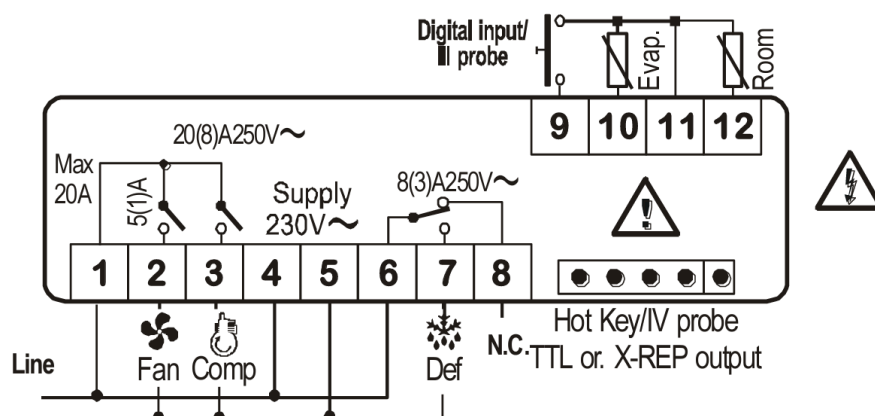 Digital input/
III probe
Evap.
Room
9 10 11 12
20(8)A250V~
Max
20A
5(1)A
Supply
230V~
8(3)A250V~
1 2 3 4 5 6 7 8
Hot Key/IV probe
TTL or. X-REP output
Line
Fan
Comp
Def
N.C.